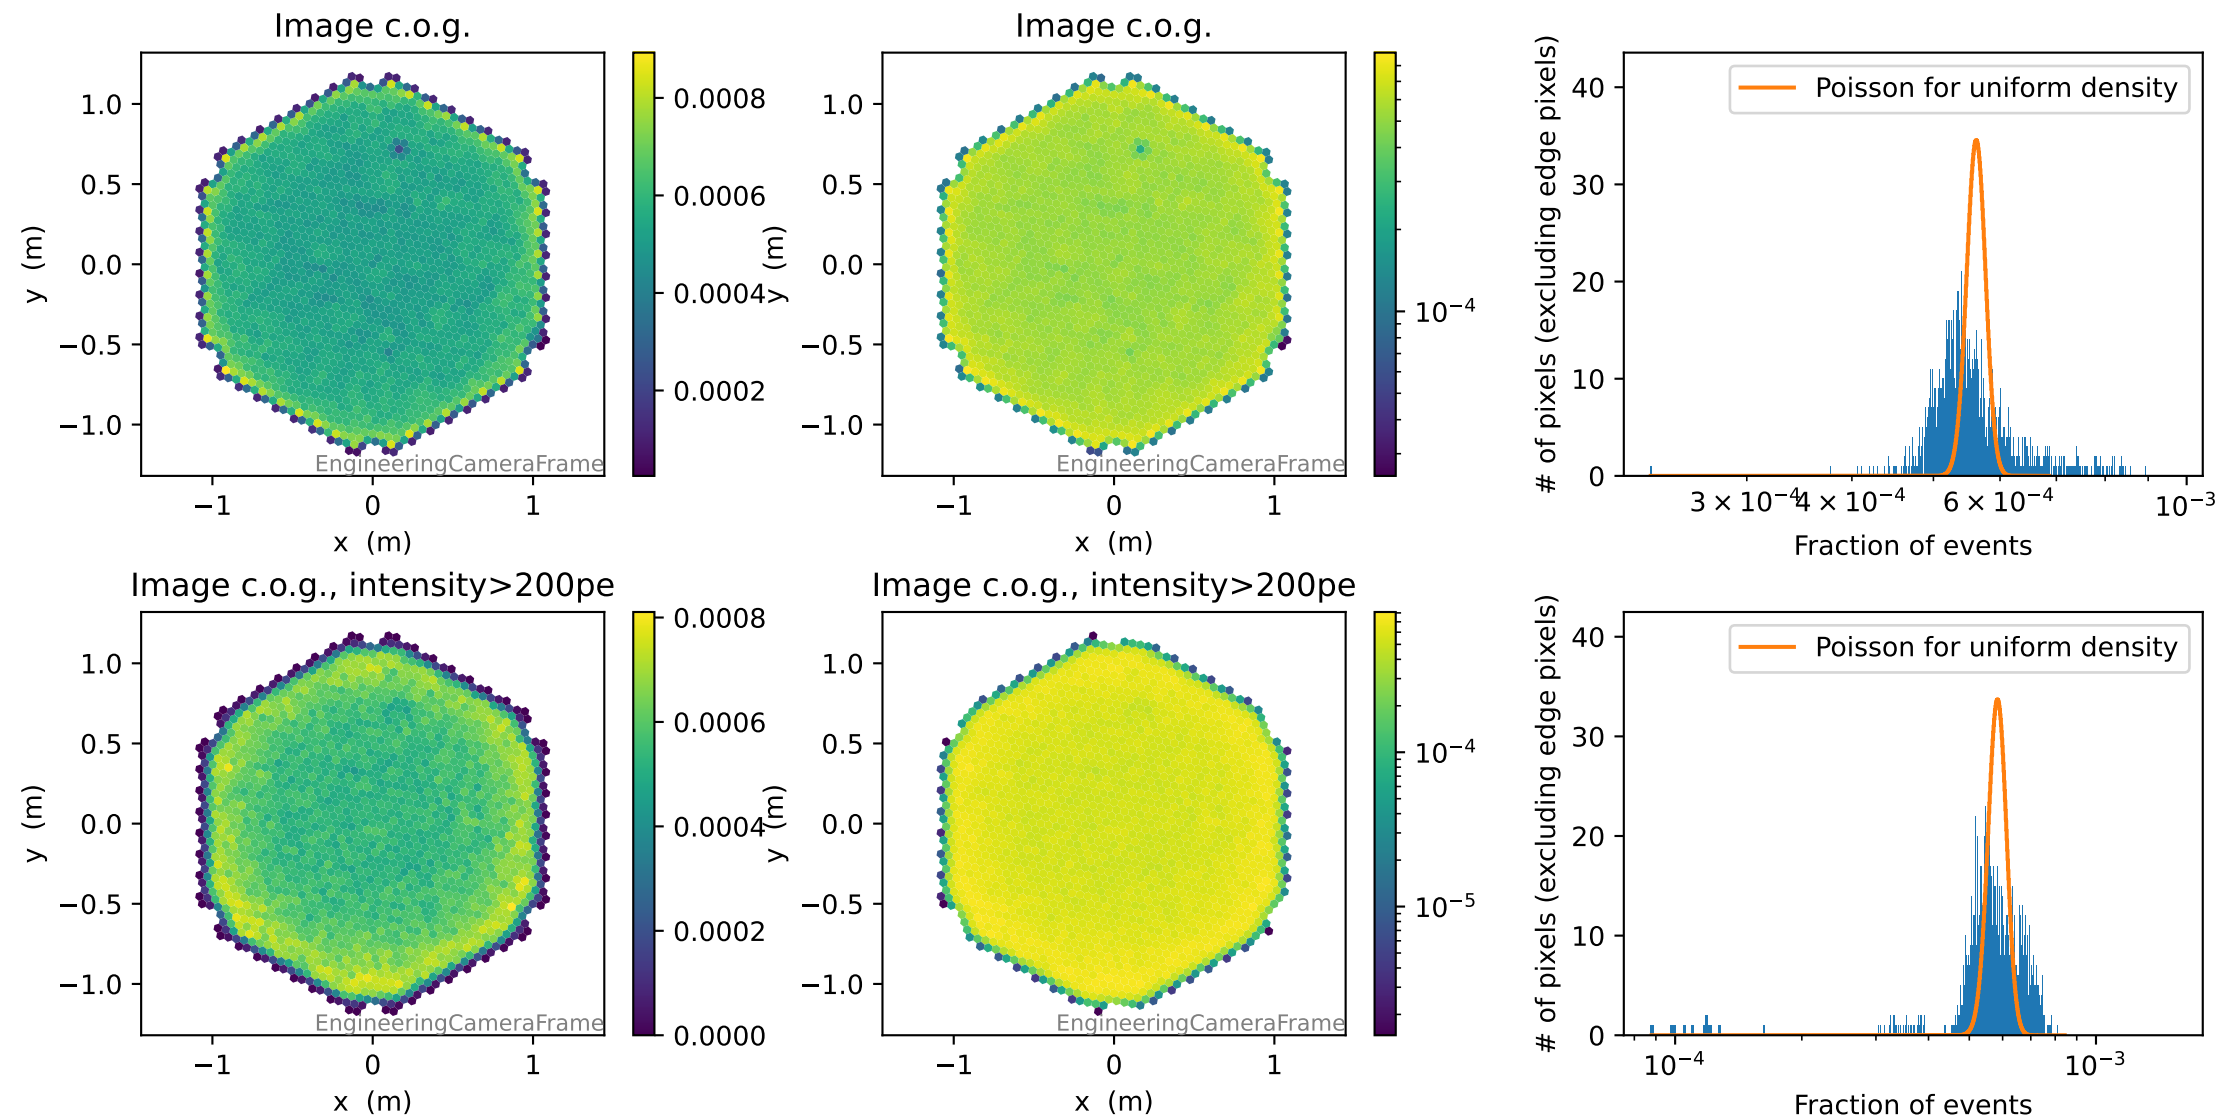 Image c.o.g.
y (m)
1.0
0.5
0.0
−0.5
−1.0
−1
0
1
x (m)
EngineeringCameraFrame
0.0008
0.0006
0.0004
0.0002
Image c.o.g.
y (m)
1.0
0.5
0.0
−0.5
−1.0
−1
0
1
x (m)
EngineeringCameraFrame
10⁻⁴
# of pixels (excluding edge pixels)
40
30
20
10
0
Poisson for uniform density
3 × 10⁻⁴
4 × 10⁻⁴
6 × 10⁻⁴
10⁻³
Fraction of events
Image c.o.g., intensity>200pe
y (m)
1.0
0.5
0.0
−0.5
−1.0
−1
0
1
x (m)
EngineeringCameraFrame
0.0008
0.0006
0.0004
0.0002
0.0000
Image c.o.g., intensity>200pe
y (m)
1.0
0.5
0.0
−0.5
−1.0
−1
0
1
x (m)
EngineeringCameraFrame
10⁻⁴
10⁻⁵
# of pixels (excluding edge pixels)
40
30
20
10
0
Poisson for uniform density
10⁻⁴
10⁻³
Fraction of events